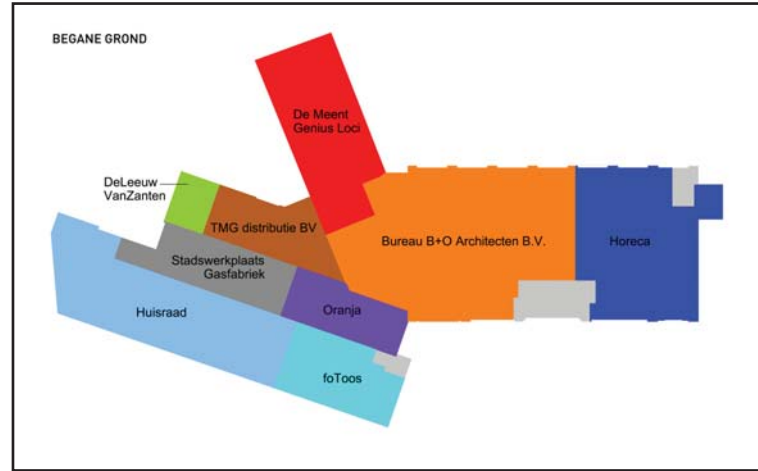 BEGANE GROND
De Meent
Genius Loci
DeLeeuw
VanZanten
TMG distributie BV
Bureau B+O Architecten B.V.
Horeca
Stadswerkplaats
Gasfabriek
Huisraad
Oranja
foToos